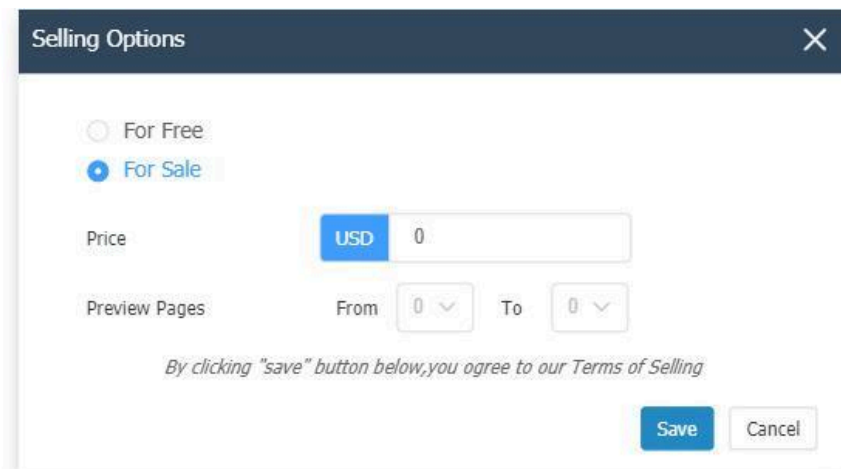 Selling Options
For Free
For Sale
Price USD 0
Preview Pages From 0 To 0
By clicking "save" button below,you ogree to our Terms of Selling
Save Cancel